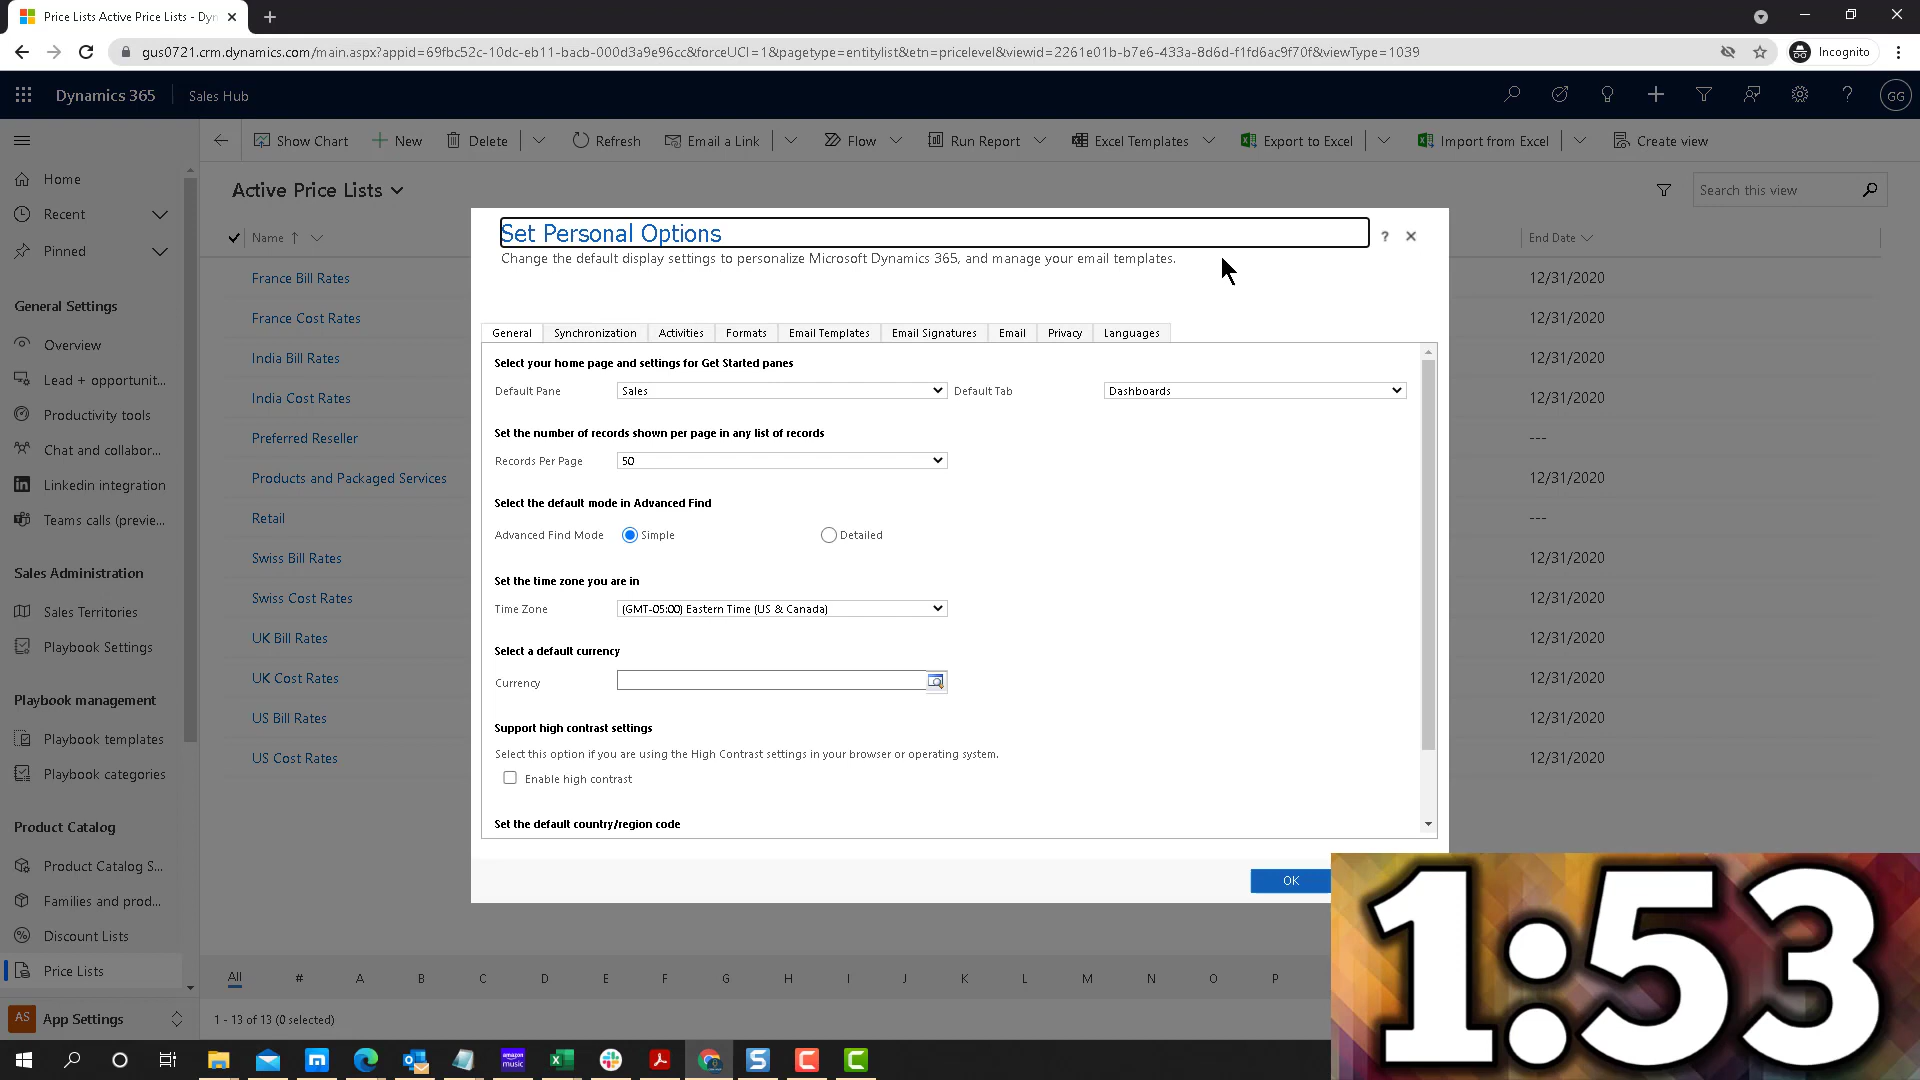 Price Lists Active Price Lists - Dyn
gus0721.crm.dynamics.com/main.aspx?appid=69fbc52c-10dc-eb11-bacb-000d3a9e96cc&forceUCI=1&pagetype=entitylist&etn=pricelevel&viewid=2261e01b-b7e6-433a-8d6d-f1fd6ac9f70f&viewType=1039
Incognito
Dynamics 365
Sales Hub
GG
Show Chart
New
Delete
Refresh
Email a Link
Flow
Run Report
Excel Templates
Export to Excel
Import from Excel
Create view
Home
Recent
Pinned
General Settings
Overview
Lead + opportunit...
Productivity tools
Chat and collabor...
Linkedin integration
Teams calls (previe...
Sales Administration
Sales Territories
Playbook Settings
Playbook management
Playbook templates
Playbook categories
Product Catalog
Product Catalog S...
Families and prod...
Discount Lists
Price Lists
AS App Settings
Active Price Lists
Search this view
Name ↑
End Date
France Bill Rates 12/31/2020
France Cost Rates 12/31/2020
India Bill Rates 12/31/2020
India Cost Rates 12/31/2020
Preferred Reseller ---
Products and Packaged Services 12/31/2020
Retail ---
Swiss Bill Rates 12/31/2020
Swiss Cost Rates 12/31/2020
UK Bill Rates 12/31/2020
UK Cost Rates 12/31/2020
US Bill Rates 12/31/2020
US Cost Rates 12/31/2020
Set Personal Options
? ×
Change the default display settings to personalize Microsoft Dynamics 365, and manage your email templates.
General Synchronization Activities Formats Email Templates Email Signatures Email Privacy Languages
Select your home page and settings for Get Started panes
Default Pane Sales Default Tab Dashboards
Set the number of records shown per page in any list of records
Records Per Page 50
Select the default mode in Advanced Find
Advanced Find Mode Simple Detailed
Set the time zone you are in
Time Zone (GMT-05:00) Eastern Time (US & Canada)
Select a default currency
Currency
Support high contrast settings
Select this option if you are using the High Contrast settings in your browser or operating system.
Enable high contrast
Set the default country/region code
OK
All # A B C D E F G H I J K L M N O P
1 - 13 of 13 (0 selected)
amazon music
1:53